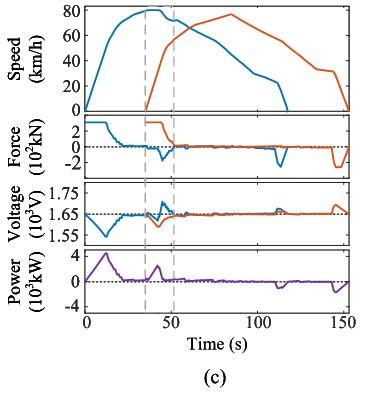 80
60
40
20
0
Speed
(km/h)
2
0
-2
Force
(10²kN)
1.75
1.65
1.55
Voltage
(10³V)
4
0
-4
Power
(10³kW)
0 50 100 150
Time (s)
(c)